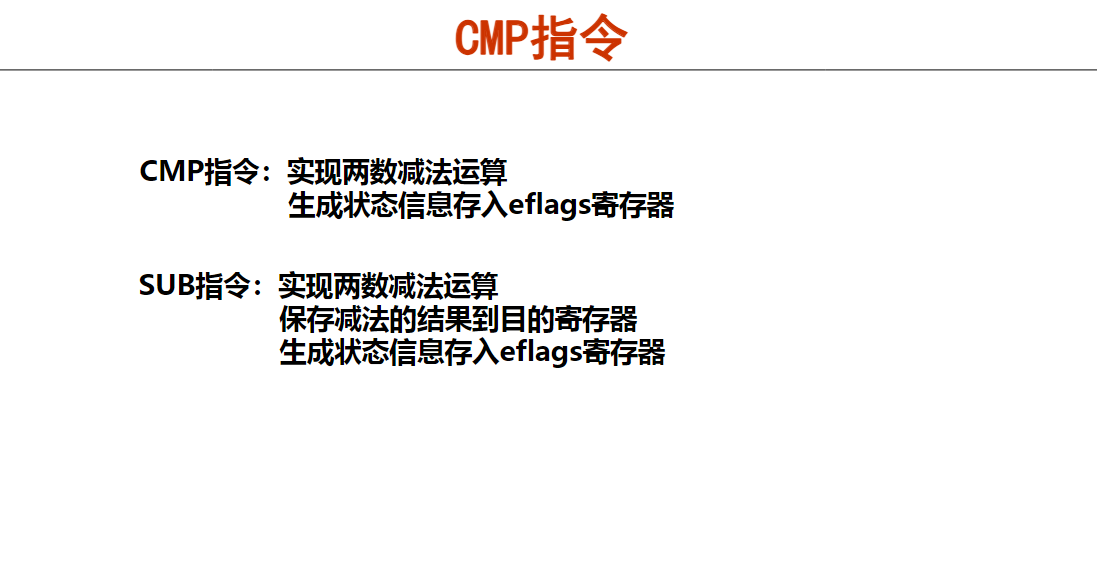 CMP指令
CMP指令：实现两数减法运算
生成状态信息存入eflags寄存器
SUB指令：实现两数减法运算
保存减法的结果到目的寄存器
生成状态信息存入eflags寄存器